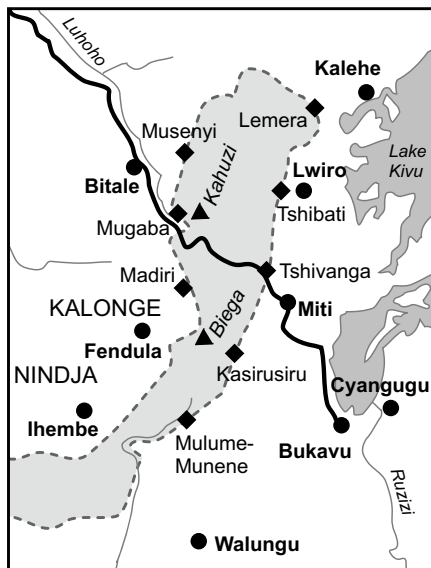 Luhoho
Kalehe
Lemera
Musenyi
Lake
Kivu
Kahuzi
Bitale
Lwiro
Tshibati
Mugaba
Madiri
Tshivanga
KALONGE
Biega
Miti
Fendula
NINDJA
Kasirusiru
Cyangugu
Ihembe
Mulume-
Munene
Bukavu
Ruzizi
Walungu